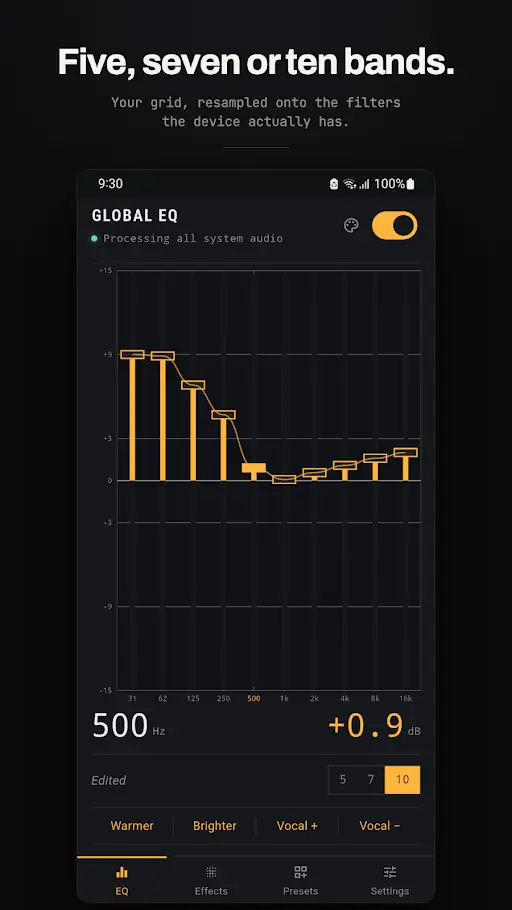 Five, seven or ten bands.
Your grid, resampled onto the filters
the device actually has.
9:30
100%
GLOBAL EQ
Processing all system audio
+15
+9
+3
0
-3
-9
-15
31 62 125 250 500 1k 2k 4k 8k 16k
500 Hz +0.9 dB
Edited 5 7 10
Warmer Brighter Vocal + Vocal −
EQ Effects Presets Settings